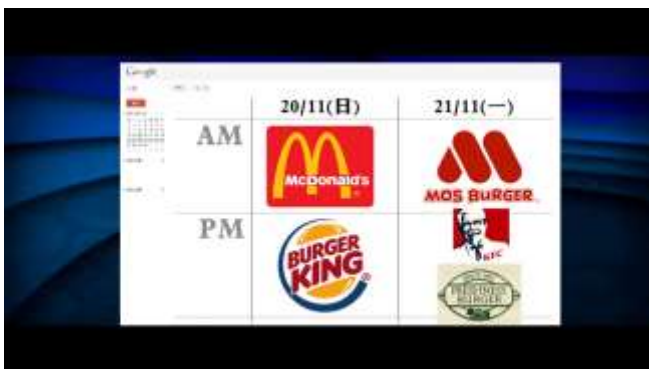 Google
20/11(日) 21/11(一)
AM
McDonald's
MOS BURGER
PM
BURGER KING
KFC
FRESHNESS BURGER